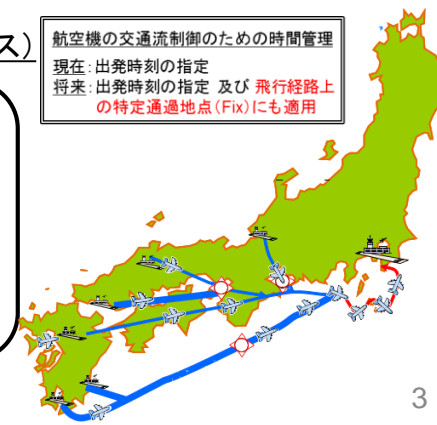 ス)
航空機の交通流制御のための時間管理
現在:出発時刻の指定
将来:出発時刻の指定 及び 飛行経路上
の特定通過地点(Fix)にも適用
3